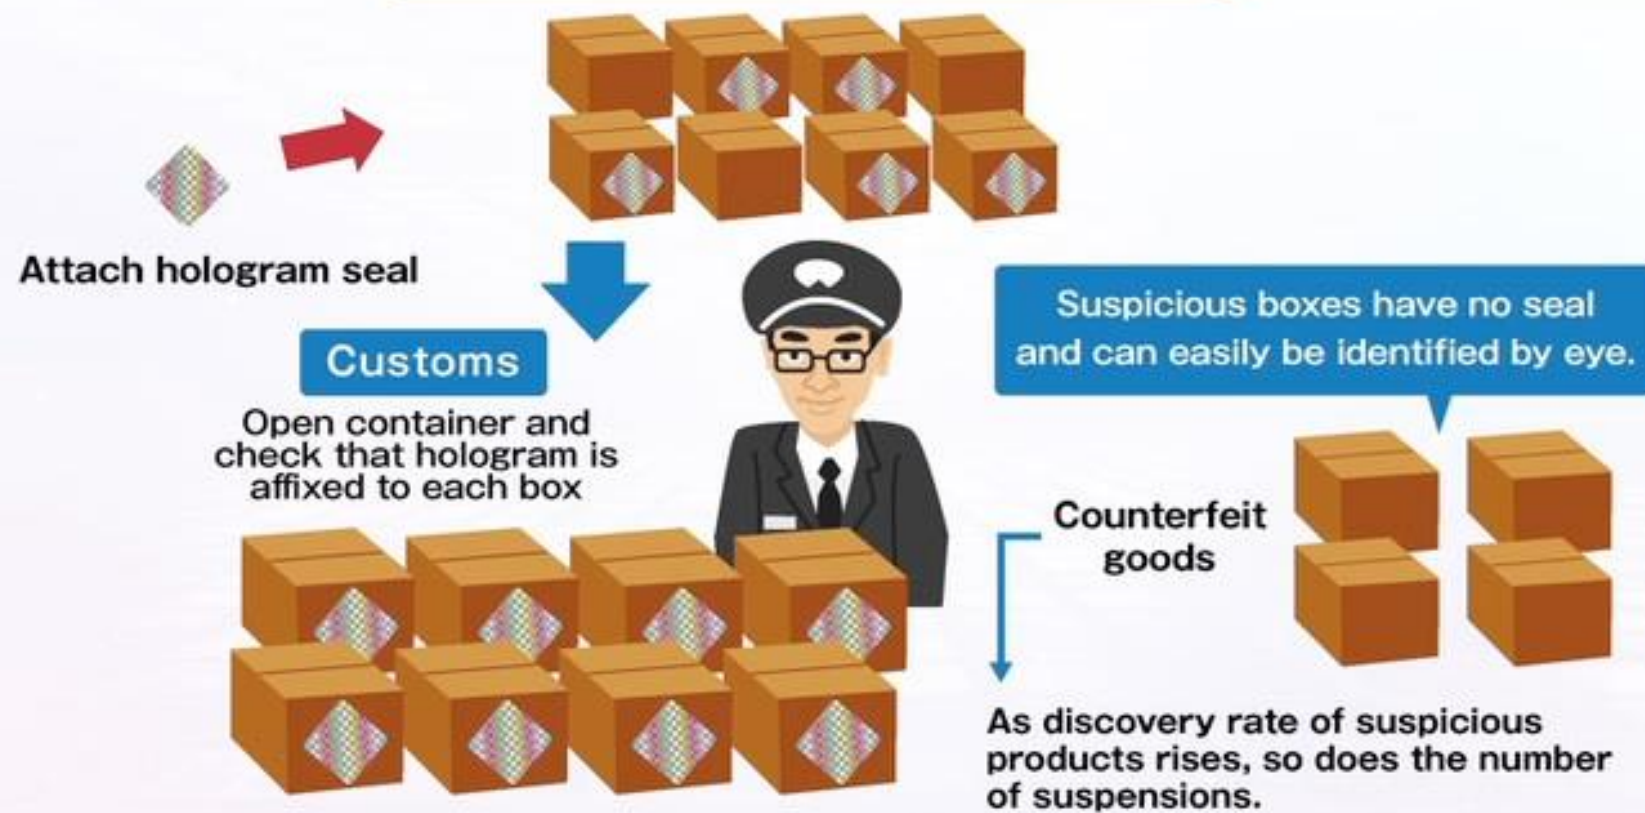 Attach hologram seal
Customs
Open container and
check that hologram is
affixed to each box
Suspicious boxes have no seal
and can easily be identified by eye.
Counterfeit
goods
As discovery rate of suspicious
products rises, so does the number
of suspensions.